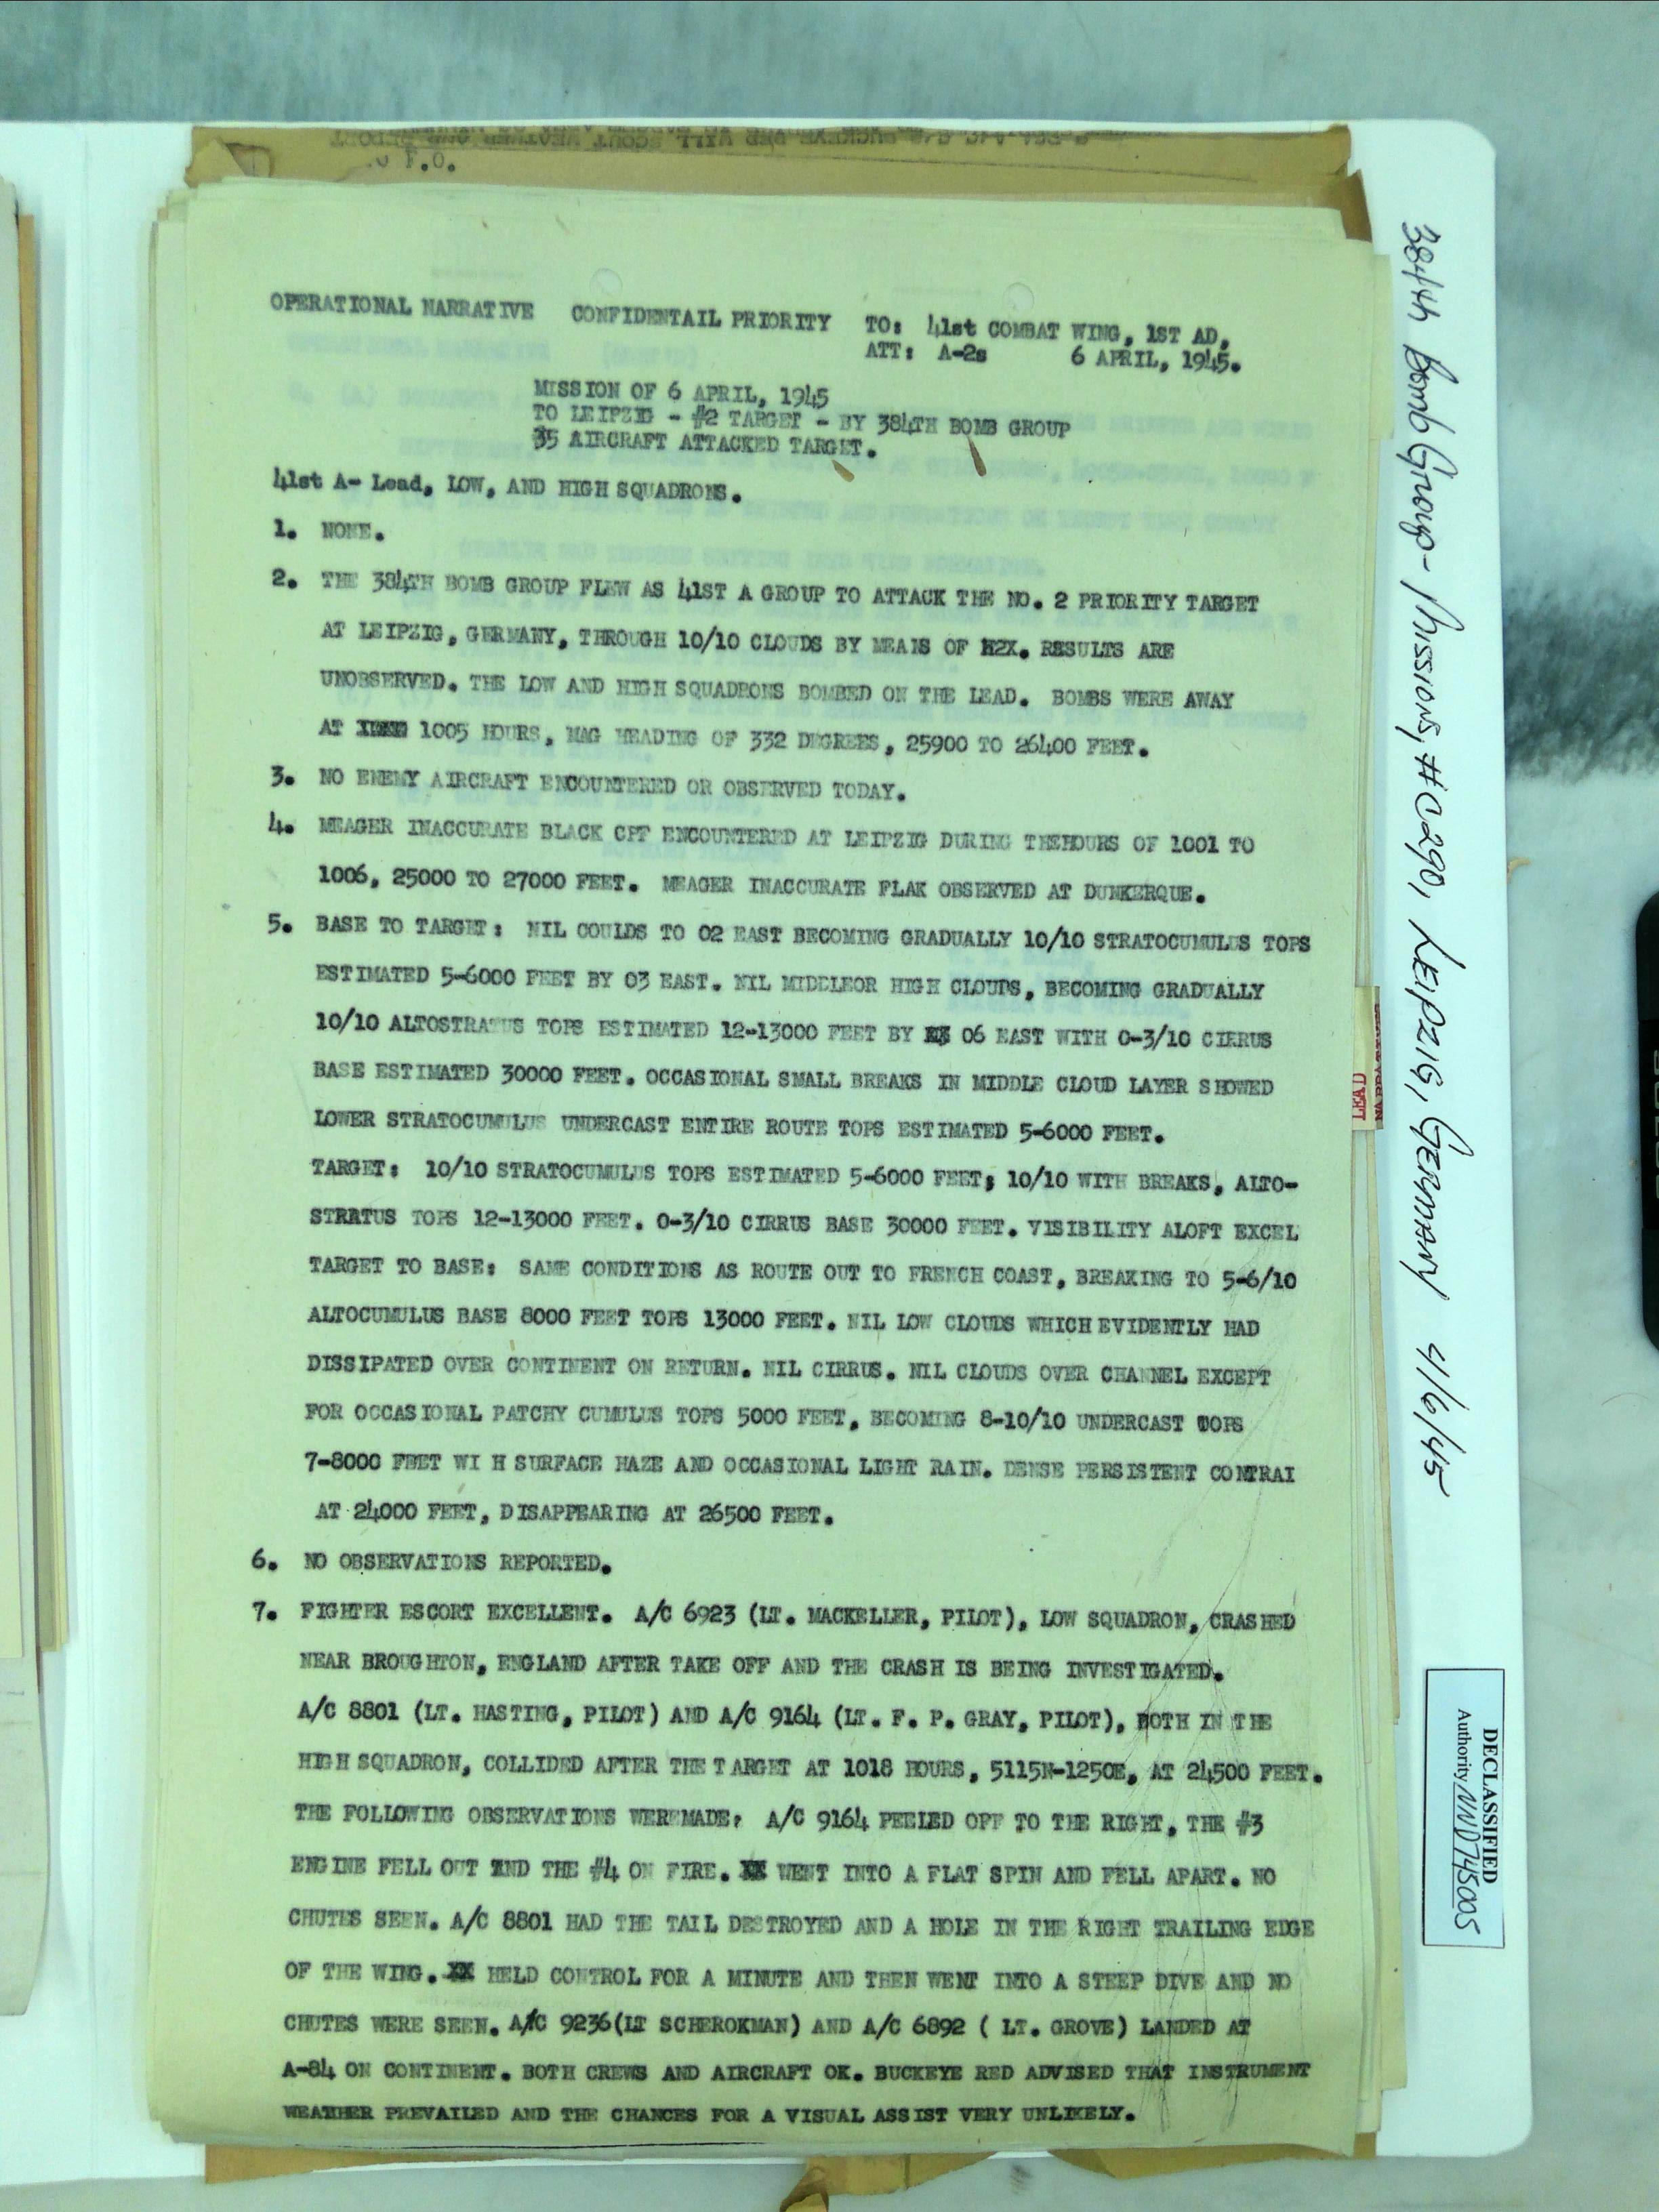 F.O.
OPERATIONAL NARRATIVE CONFIDENTAIL PRIORITY TO: 41st COMBAT WING, 1ST AD,
ATT: A-2s 6 APRIL, 1945.
MISSION OF 6 APRIL, 1945
TO LEIPZIG - #2 TARGET - BY 384TH BOMB GROUP
35 AIRCRAFT ATTACKED TARGET.
41st A- Lead, LOW, AND HIGH SQUADRONS.
1. NONE.
2. THE 384TH BOMB GROUP FLEW AS 41ST A GROUP TO ATTACK THE NO. 2 PRIORITY TARGET
AT LEIPZIG, GERMANY, THROUGH 10/10 CLOUDS BY MEANS OF H2X. RESULTS ARE
UNOBSERVED. THE LOW AND HIGH SQUADRONS BOMBED ON THE LEAD. BOMBS WERE AWAY
AT 1005 HOURS, MAG HEADING OF 332 DEGREES, 25900 TO 26400 FEET.
3. NO ENEMY AIRCRAFT ENCOUNTERED OR OBSERVED TODAY.
4. MEAGER INACCURATE BLACK CPF ENCOUNTERED AT LEIPZIG DURING THEHOURS OF 1001 TO
1006, 25000 TO 27000 FEET. MEAGER INACCURATE FLAK OBSERVED AT DUNKERQUE.
5. BASE TO TARGET: NIL COULDS TO 02 EAST BECOMING GRADUALLY 10/10 STRATOCUMULUS TOPS
ESTIMATED 5-6000 FEET BY 03 EAST. NIL MIDDLEOR HIGH CLOUDS, BECOMING GRADUALLY
10/10 ALTOSTRATUS TOPS ESTIMATED 12-13000 FEET BY 06 EAST WITH 0-3/10 CIRRUS
BASE ESTIMATED 30000 FEET. OCCASIONAL SMALL BREAKS IN MIDDLE CLOUD LAYER SHOWED
LOWER STRATOCUMULUS UNDERCAST ENTIRE ROUTE TOPS ESTIMATED 5-6000 FEET.
TARGET: 10/10 STRATOCUMULUS TOPS ESTIMATED 5-6000 FEET; 10/10 WITH BREAKS, ALTO-
STRATUS TOPS 12-13000 FEET. 0-3/10 CIRRUS BASE 30000 FEET. VISIBILITY ALOFT EXCEL
TARGET TO BASE: SAME CONDITIONS AS ROUTE OUT TO FRENCH COAST, BREAKING TO 5-6/10
ALTOCUMULUS BASE 8000 FEET TOPS 13000 FEET. NIL LOW CLOUDS WHICH EVIDENTLY HAD
DISSIPATED OVER CONTINENT ON RETURN. NIL CIRRUS. NIL CLOUDS OVER CHANNEL EXCEPT
FOR OCCASIONAL PATCHY CUMULUS TOPS 5000 FEET, BECOMING 8-10/10 UNDERCAST TOPS
7-8000 FEET WI H SURFACE HAZE AND OCCASIONAL LIGHT RAIN. DENSE PERSISTENT CONTRAI
AT 24000 FEET, DISAPPEARING AT 26500 FEET.
6. NO OBSERVATIONS REPORTED.
7. FIGHTER ESCORT EXCELLENT. A/C 6923 (LT. MACKELLER, PILOT), LOW SQUADRON, CRASHED
NEAR BROUGHTON, ENGLAND AFTER TAKE OFF AND THE CRASH IS BEING INVESTIGATED.
A/C 8801 (LT. HASTING, PILOT) AND A/C 9164 (LT. F. P. GRAY, PILOT), BOTH IN THE
HIGH SQUADRON, COLLIDED AFTER THE TARGET AT 1018 HOURS, 5115N-1250E, AT 24500 FEET.
THE FOLLOWING OBSERVATIONS WEREMADE: A/C 9164 PEELED OFF TO THE RIGHT, THE #3
ENGINE FELL OUT AND THE #4 ON FIRE. XX WENT INTO A FLAT SPIN AND FELL APART. NO
CHUTES SEEN. A/C 8801 HAD THE TAIL DESTROYED AND A HOLE IN THE RIGHT TRAILING EDGE
OF THE WING. XX HELD CONTROL FOR A MINUTE AND THEN WENT INTO A STEEP DIVE AND NO
CHUTES WERE SEEN. A/C 9236(LT SCHEROKMAN) AND A/C 6892 ( LT. GROVE) LANDED AT
A-84 ON CONTINENT. BOTH CREWS AND AIRCRAFT OK. BUCKEYE RED ADVISED THAT INSTRUMENT
WEATHER PREVAILED AND THE CHANCES FOR A VISUAL ASSIST VERY UNLIKELY.
LEAD
384th Bomb Group - Missions, #0290, LEIPZIG, GERMANY 4/6/45
DECLASSIFIED
Authority NND 745005